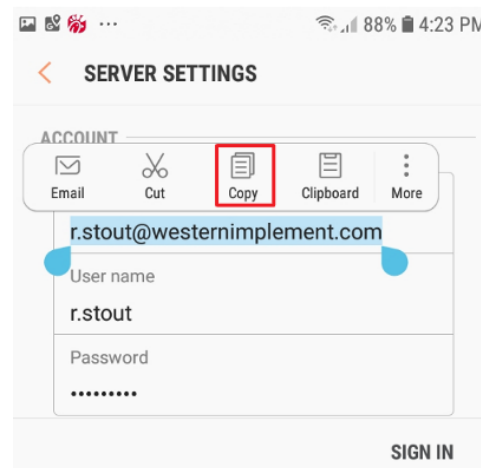 88% 4:23 PM
SERVER SETTINGS
ACCOUNT
Email Cut Copy Clipboard More
r.stout@westernimplement.com
User name
r.stout
Password
•••••••••
SIGN IN